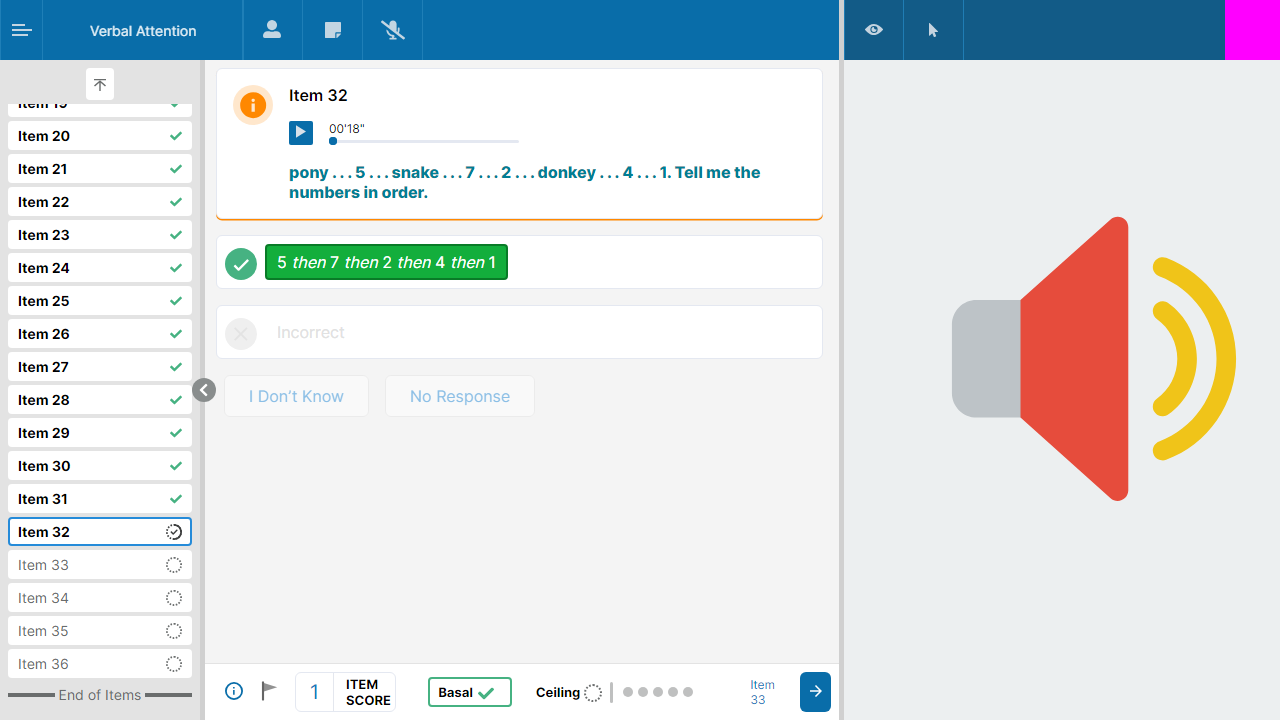 Verbal Attention
Item 19
Item 20
Item 21
Item 22
Item 23
Item 24
Item 25
Item 26
Item 27
Item 28
Item 29
Item 30
Item 31
Item 32
Item 33
Item 34
Item 35
Item 36
End of Items
Item 32
00'18"
pony . . . 5 . . . snake . . . 7 . . . 2 . . . donkey . . . 4 . . . 1. Tell me the
numbers in order.
5 then 7 then 2 then 4 then 1
Incorrect
I Don't Know
No Response
1
ITEM
SCORE
Basal
Ceiling
Item
33